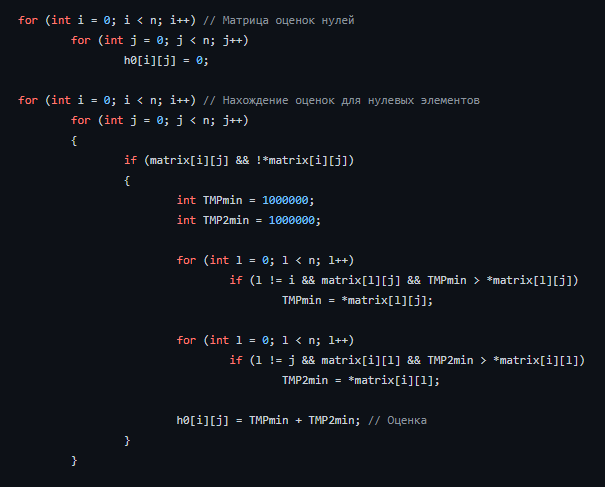 for (int i = 0; i < n; i++) // Матрица оценок нулей
for (int j = 0; j < n; j++)
h0[i][j] = 0;
for (int i = 0; i < n; i++) // Нахождение оценок для нулевых элементов
for (int j = 0; j < n; j++)
{
if (matrix[i][j] && !*matrix[i][j])
{
int TMPmin = 1000000;
int TMP2min = 1000000;
for (int l = 0; l < n; l++)
if (l != i && matrix[l][j] && TMPmin > *matrix[l][j])
TMPmin = *matrix[l][j];
for (int l = 0; l < n; l++)
if (l != j && matrix[i][l] && TMP2min > *matrix[i][l])
TMP2min = *matrix[i][l];
h0[i][j] = TMPmin + TMP2min; // Оценка
}
}